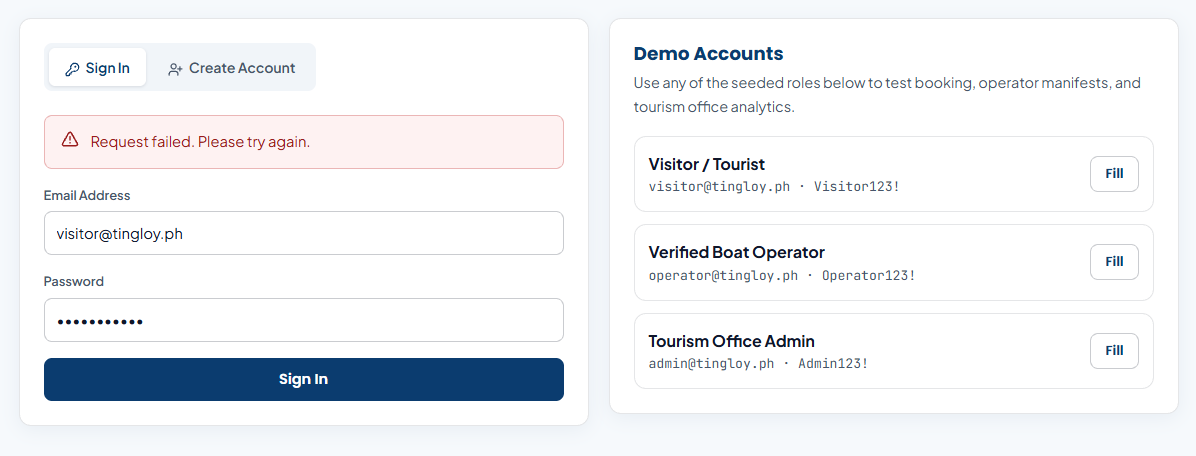 Sign In
Create Account
Request failed. Please try again.
Email Address
visitor@tingloy.ph
Password
•••••••••••
Sign In
Demo Accounts
Use any of the seeded roles below to test booking, operator manifests, and
tourism office analytics.
Visitor / Tourist
visitor@tingloy.ph · Visitor123!
Fill
Verified Boat Operator
operator@tingloy.ph · Operator123!
Fill
Tourism Office Admin
admin@tingloy.ph · Admin123!
Fill